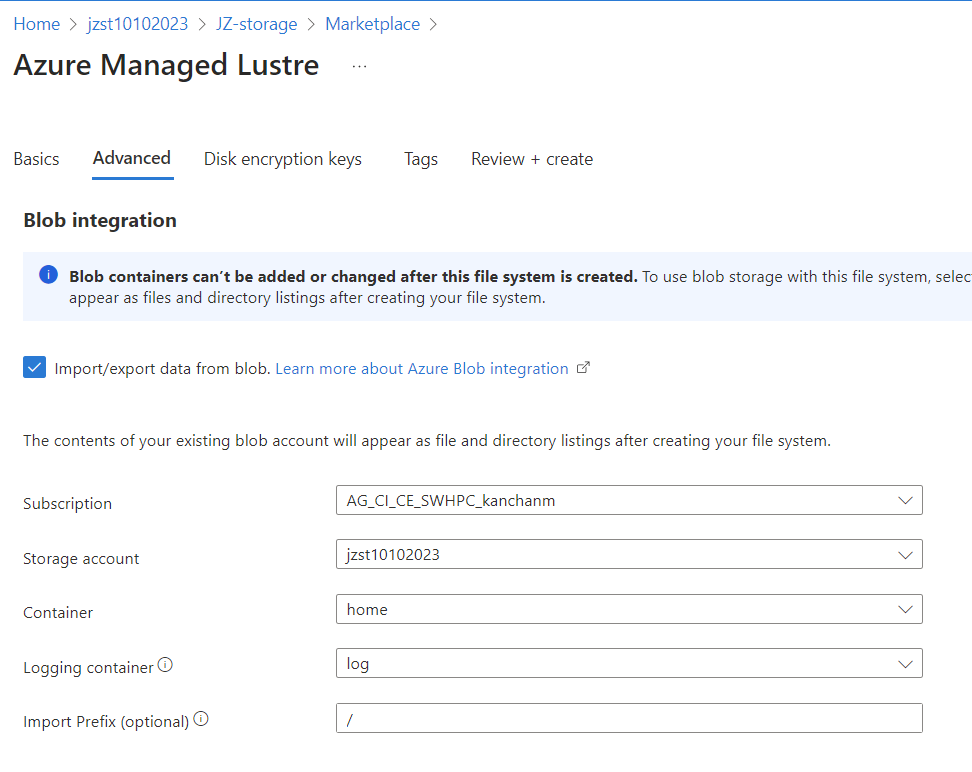 Home > jzst10102023 > JZ-storage > Marketplace >
Azure Managed Lustre ...
Basics Advanced Disk encryption keys Tags Review + create
Blob integration
Blob containers can't be added or changed after this file system is created. To use blob storage with this file system, selec
appear as files and directory listings after creating your file system.
Import/export data from blob. Learn more about Azure Blob integration
The contents of your existing blob account will appear as file and directory listings after creating your file system.
Subscription AG_CI_CE_SWHPC_kanchanm
Storage account jzst10102023
Container home
Logging container log
Import Prefix (optional) /